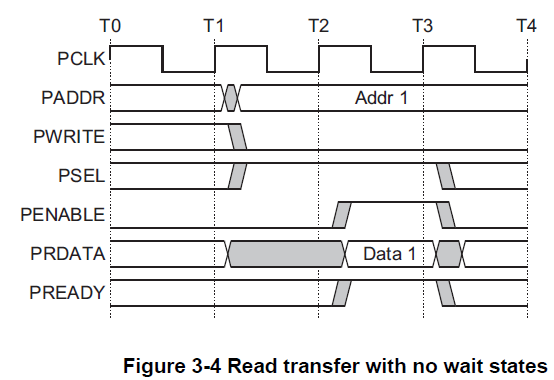 T0 T1 T2 T3 T4
PCLK
PADDR Addr 1
PWRITE
PSEL
PENABLE
PRDATA Data 1
PREADY
Figure 3-4 Read transfer with no wait states